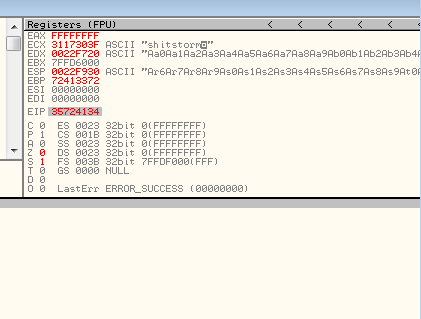 Registers (FPU) < < < < < <
EAX FFFFFFFF
ECX 3117303F ASCII "shitstorm"
EDX 0022F720 ASCII "Aa0Aa1Aa2Aa3Aa4Aa5Aa6Aa7Aa8Aa9Ab0Ab1Ab2Ab3Ab4A
EBX 7FFD6000
ESP 0022F930 ASCII "Ar6Ar7Ar8Ar9As0As1As2As3As4As5As6As7As8As9At0A
EBP 72413372
ESI 00000000
EDI 00000000
EIP 35724134
C 0 ES 0023 32bit 0(FFFFFFFF)
P 1 CS 001B 32bit 0(FFFFFFFF)
A 0 SS 0023 32bit 0(FFFFFFFF)
Z 0 DS 0023 32bit 0(FFFFFFFF)
S 1 FS 003B 32bit 7FFDF000(FFF)
T 0 GS 0000 NULL
D 0
O 0 LastErr ERROR_SUCCESS (00000000)